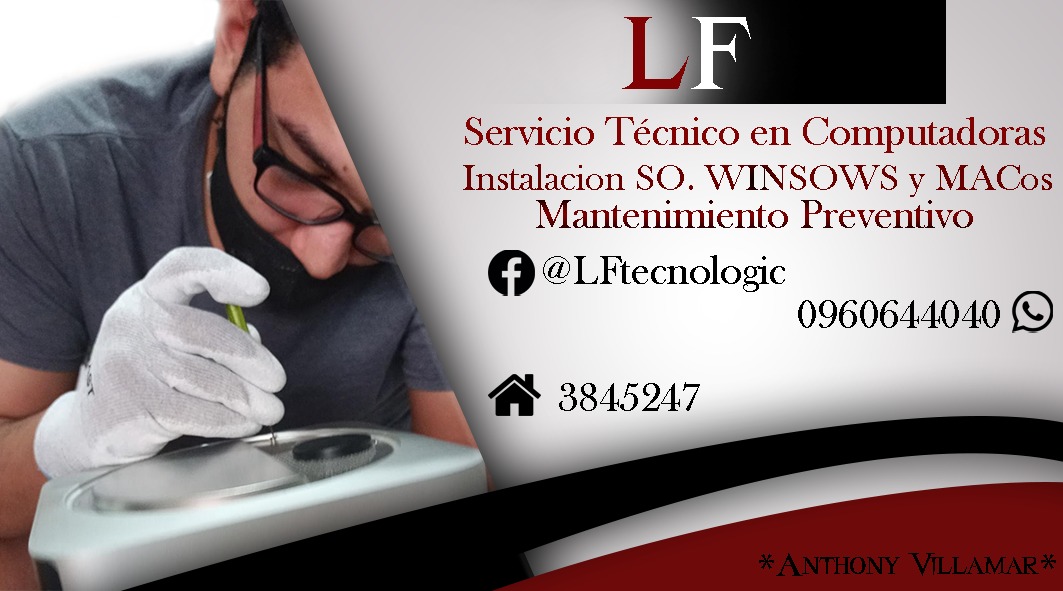 LF
Servicio Técnico en Computadoras
Instalacion SO. WINSOWS y MACos
Mantenimiento Preventivo
@LFtecnologic
0960644040
3845247
*ANTHONY VILLAMAR*